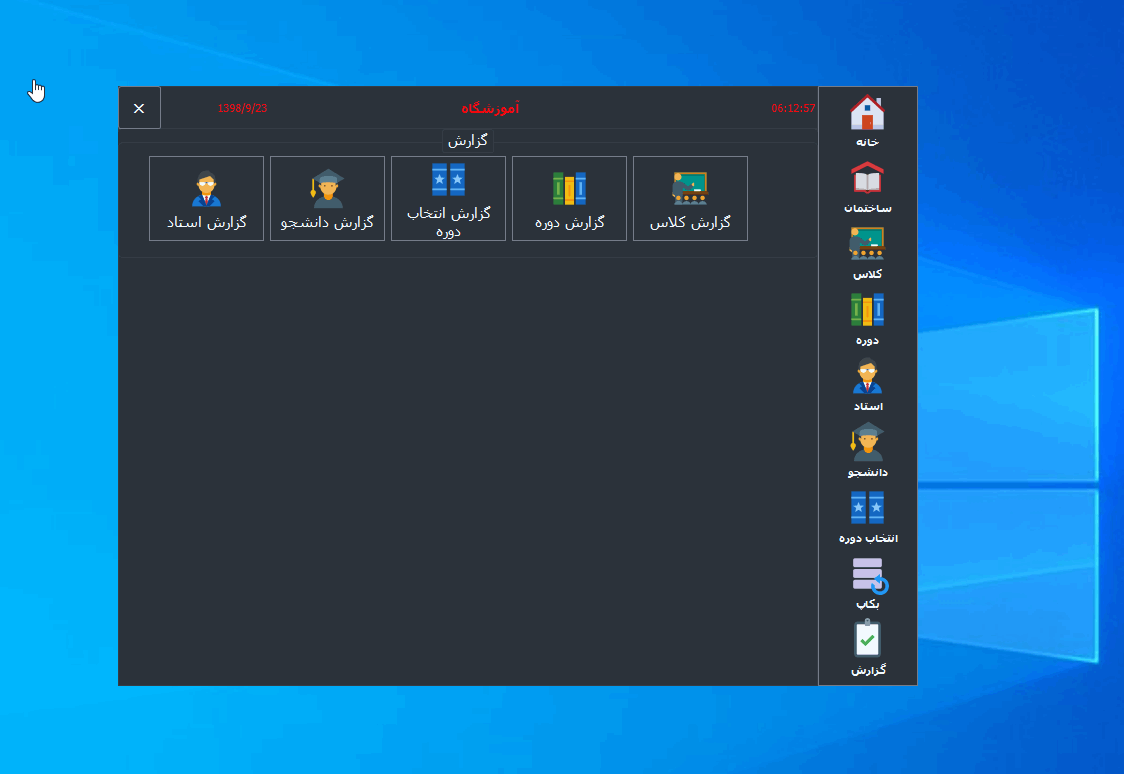 06:12:57
آموزشگاه
1398/9/23
×
گزارش
گزارش کلاس
گزارش دوره
گزارش انتخاب
دوره
گزارش دانشجو
گزارش استاد
خانه
ساختمان
کلاس
دوره
استاد
دانشجو
انتخاب دوره
بکاپ
گزارش